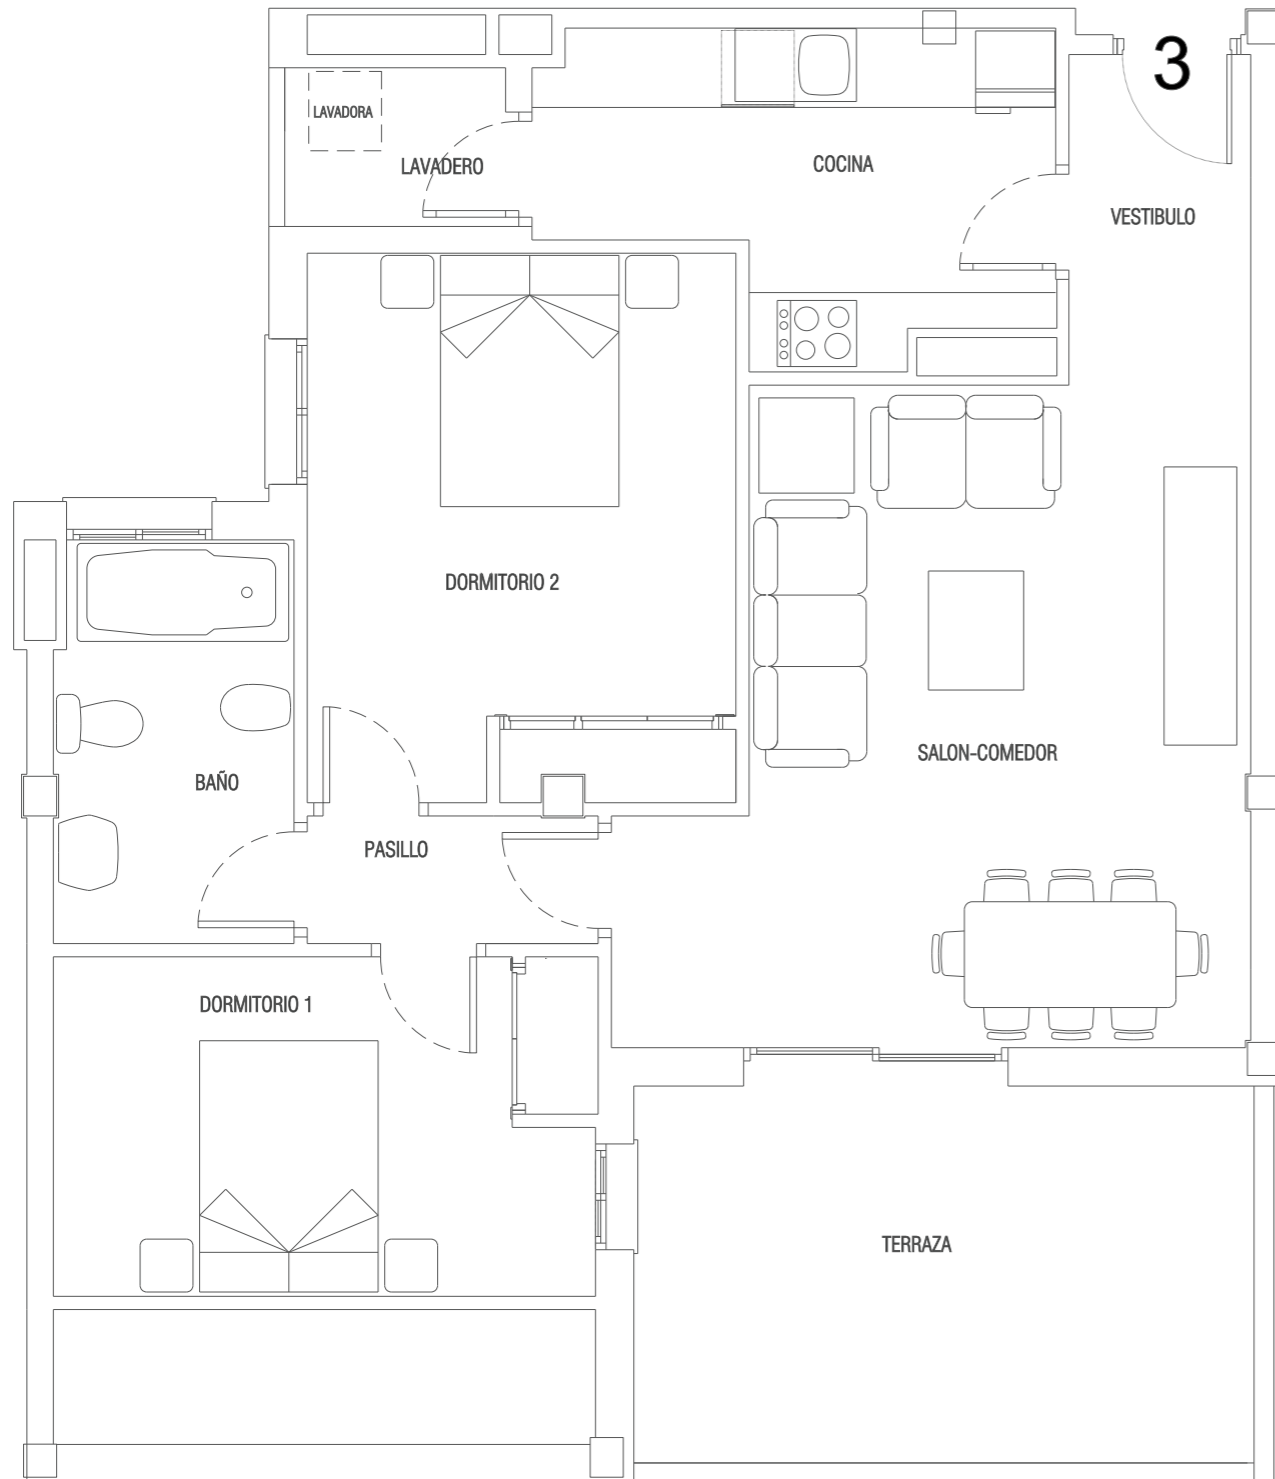 3
LAVADORA
LAVADERO
COCINA
VESTIBULO
DORMITORIO 2
SALON-COMEDOR
BAÑO
PASILLO
DORMITORIO 1
TERRAZA